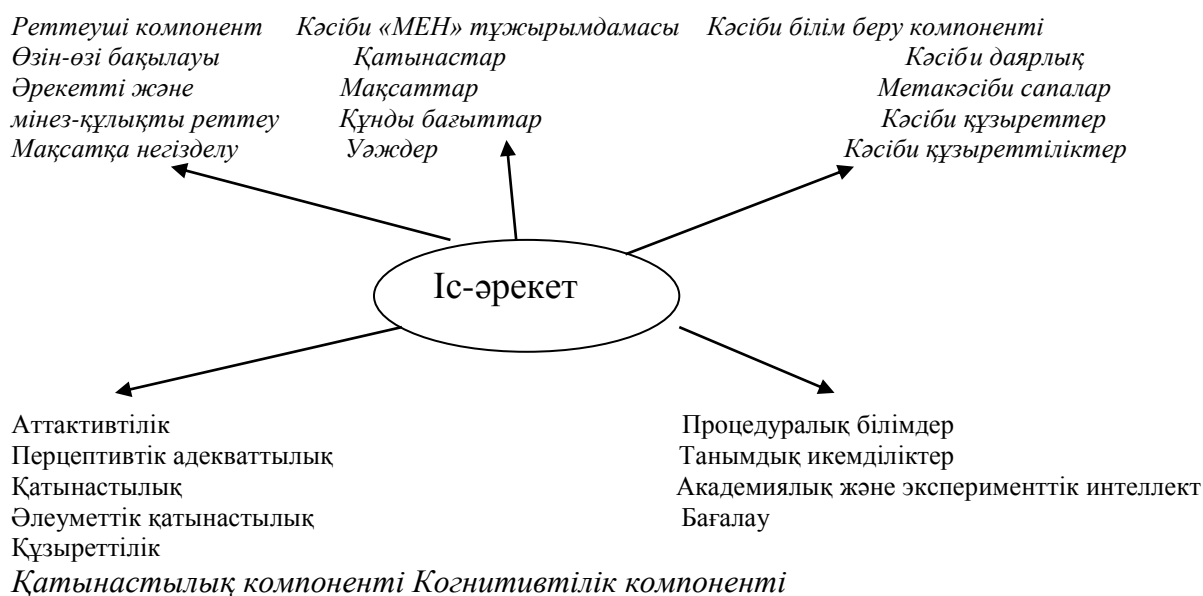 Реттеуші компонент Кәсіби «МЕН» тұжырымдамасы Кәсіби білім беру компоненті
Өзін-өзі бақылауы Қатынастар Кәсіби даярлық
Әрекетті және Мақсаттар Метакәсіби сапалар
мінез-құлықты реттеу Құнды бағыттар Кәсіби құзыреттер
Мақсатқа негізделу Уәждер Кәсіби құзыреттіліктер
Іс-әрекет
Аттактивтілік Процедуралық білімдер
Перцептивтік адекваттылық Танымдық икемділіктер
Қатынастылық Академиялық және эксперименттік интеллект
Әлеуметтік қатынастылық Бағалау
Құзыреттілік
Қатынастылық компоненті Когнитивтілік компоненті